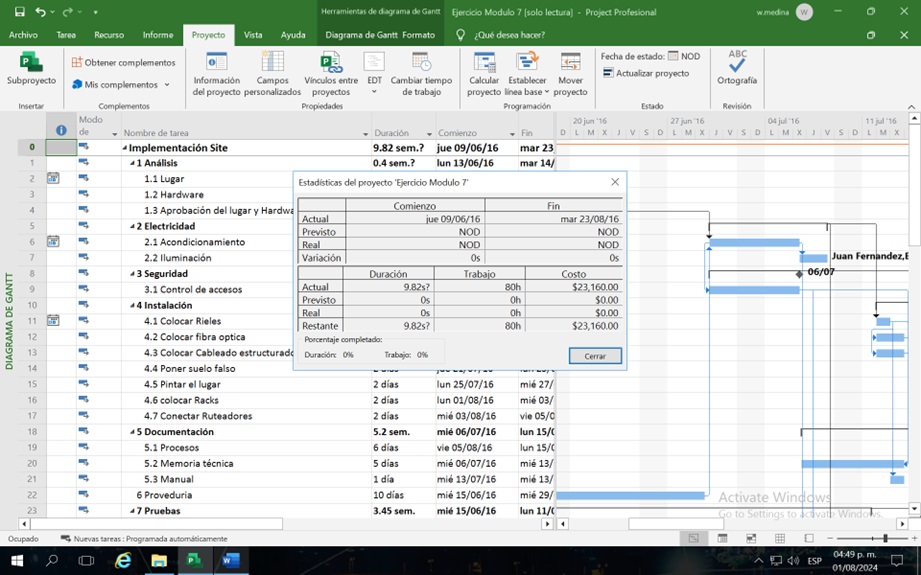 Herramientas de diagrama de Gantt
Ejercicio Modulo 7 [solo lectura] - Project Profesional
w.medina
W
Archivo Tarea Recurso Informe Proyecto Vista Ayuda Diagrama de Gantt Formato ¿Qué desea hacer?
Subproyecto
Obtener complementos
Mis complementos
Información del proyecto
Campos personalizados
Vínculos entre proyectos
EDT
Cambiar tiempo de trabajo
Calcular proyecto
Establecer línea base
Mover proyecto
Fecha de estado: NOD
Actualizar proyecto
ABC
Ortografía
Insertar Complementos Propiedades Programación Estado Revisión
Modo de
Nombre de tarea Duración Comienzo Fin
20 jun '16 27 jun '16 04 jul '16 11 jul '16
D L M X J V S D L M X J V S D L M X J V S D L M X
0 Implementación Site 9.82 sem.? jue 09/06/16 mar 23
1 1 Análisis 0.4 sem.? lun 13/06/16 mar 14/
2 1.1 Lugar
3 1.2 Hardware
4 1.3 Aprobación del lugar y Hardwa
5 2 Electricidad
6 2.1 Acondicionamiento
7 2.2 Iluminación
8 3 Seguridad
9 3.1 Control de accesos
10 4 Instalación
11 4.1 Colocar Rieles
12 4.2 Colocar fibra optica
13 4.3 Colocar Cableado estructurado
14 4.4 Poner suelo falso
15 4.5 Pintar el lugar 2 días lun 25/07/16 mié 27/
16 4.6 colocar Racks 2 días lun 01/08/16 mié 03/
17 4.7 Conectar Ruteadores 2 días mié 03/08/16 vie 05/0
18 5 Documentación 5.2 sem. mié 06/07/16 lun 15/0
19 5.1 Procesos 6 días vie 05/08/16 lun 15/0
20 5.2 Memoria técnica 5 días mié 06/07/16 mié 13/
21 5.3 Manual 1 día mié 13/07/16 mié 13/
22 6 Proveduria 10 días mié 15/06/16 mié 29/
23 7 Pruebas 3.45 sem. mié 15/06/16 lun 11/0
DIAGRAMA DE GANTT
Estadísticas del proyecto 'Ejercicio Modulo 7'
Comienzo Fin
Actual jue 09/06/16 mar 23/08/16
Previsto NOD NOD
Real NOD NOD
Variación 0s 0s
Duración Trabajo Costo
Actual 9.82s? 80h $23,160.00
Previsto 0s 0h $0.00
Real 0s 0h $0.00
Restante 9.82s? 80h $23,160.00
Porcentaje completado:
Duración: 0% Trabajo: 0%
Cerrar
Juan Fernandez,E
06/07
Activate Windows
Go to Settings to activate Windows.
Ocupado Nuevas tareas : Programada automáticamente
ESP
04:49 p. m.
01/08/2024